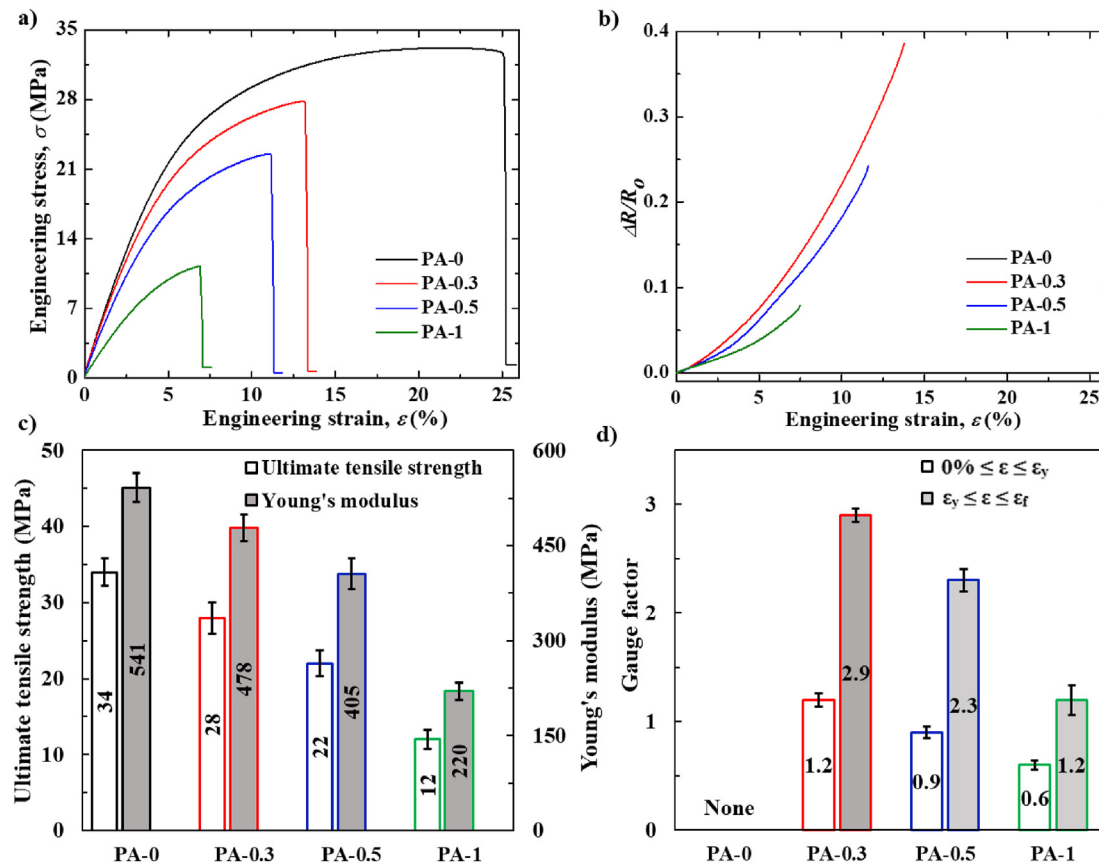 a)
Engineering stress, σ (MPa)
35
28
21
14
7
0
0 5 10 15 20 25
Engineering strain, ε (%)
PA-0
PA-0.3
PA-0.5
PA-1
b)
ΔR/R₀
0.4
0.3
0.2
0.1
0.0
0 5 10 15 20 25
Engineering strain, ε (%)
PA-0
PA-0.3
PA-0.5
PA-1
c)
Ultimate tensile strength (MPa)
50
40
30
20
10
0
Ultimate tensile strength
Young's modulus
34 541
28 478
22 405
12 220
PA-0 PA-0.3 PA-0.5 PA-1
600
450
300
150
0
Young's modulus (MPa)
d)
Gauge factor
3
2
1
0
0% ≤ ε ≤ εy
εy ≤ ε ≤ εf
None
1.2 2.9
0.9 2.3
0.6 1.2
PA-0 PA-0.3 PA-0.5 PA-1